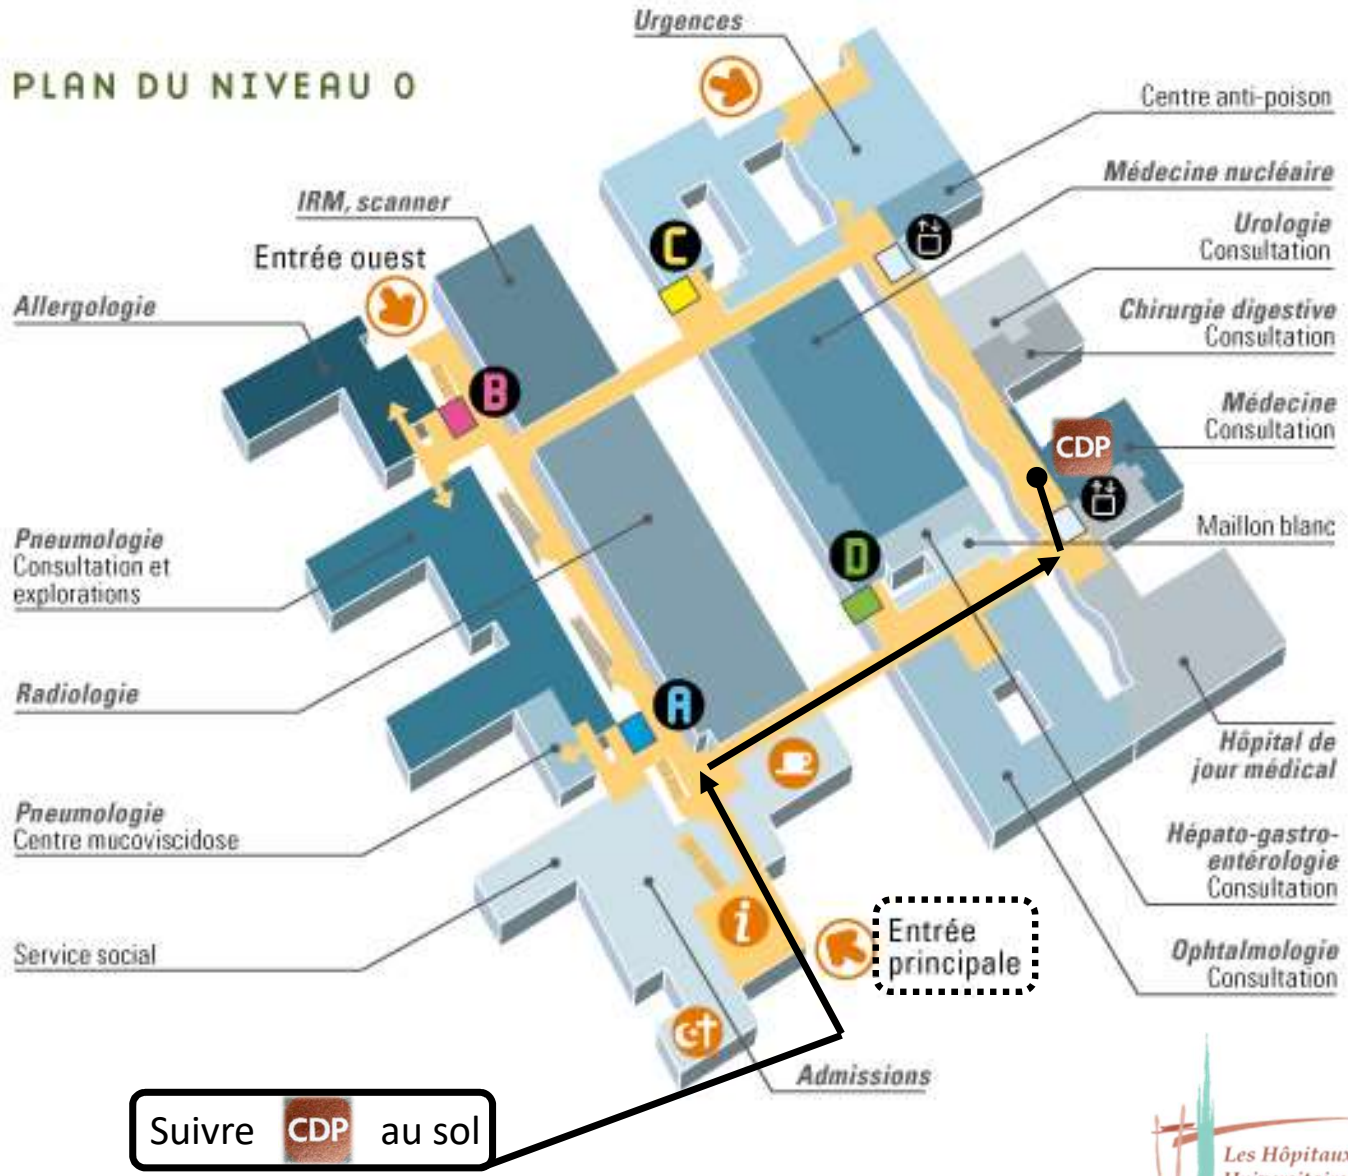 PLAN DU NIVEAU 0
Urgences
Centre anti-poison
Médecine nucléaire
IRM, scanner
Urologie
Consultation
Entrée ouest
C
Allergologie
Chirurgie digestive
Consultation
B
Médecine
Consultation
CDP
Pneumologie
Consultation et
explorations
Maillon blanc
D
Radiologie
A
Hôpital de
jour médical
Pneumologie
Centre mucoviscidose
Hépato-gastro-
entérologie
Consultation
i
Entrée
principale
Service social
Ophtalmologie
Consultation
Admissions
Suivre CDP au sol
Les Hôpitaux